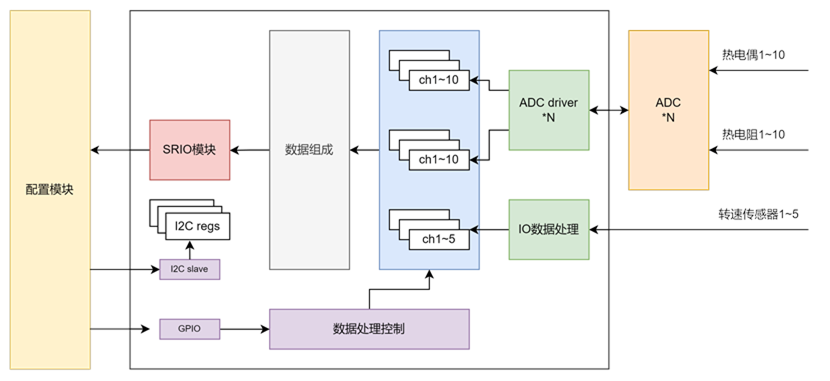 配置模块
SRIO模块
I2C regs
I2C slave
GPIO
数据组成
数据处理控制
ch1~10
ch1~10
ch1~5
ADC driver
*N
IO数据处理
ADC
*N
热电偶1~10
热电阻1~10
转速传感器1~5